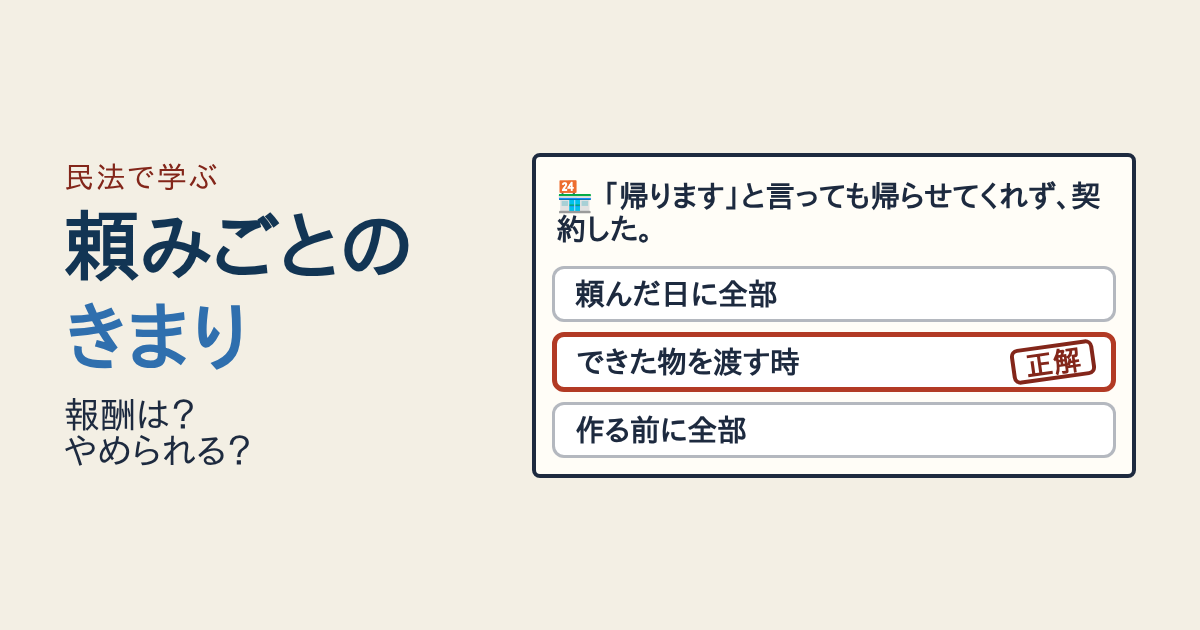 民法で学ぶ
頼みごとの
きまり
報酬は？
やめられる？
🏪「帰ります」と言っても帰らせてくれず、契
約した。
頼んだ日に全部
できた物を渡す時
正解
作る前に全部